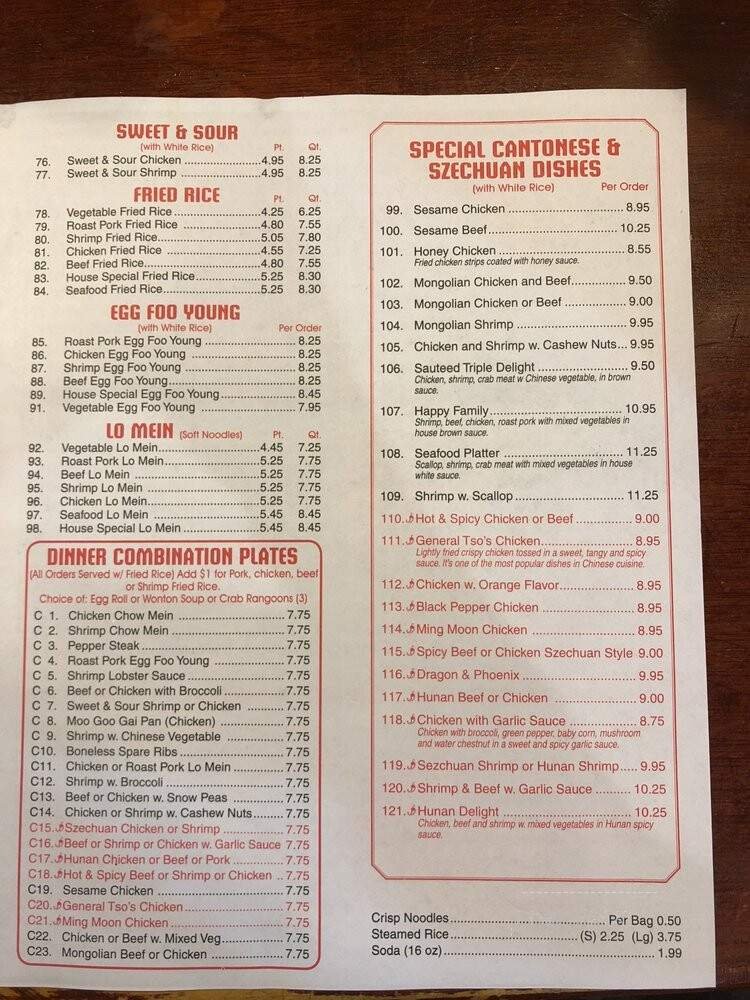 SWEET & SOUR
(with White Rice) Pt. Qt.
76. Sweet & Sour Chicken 4.95 8.25
77. Sweet & Sour Shrimp 4.95 8.25
FRIED RICE Pt. Qt.
78. Vegetable Fried Rice 4.25 6.25
79. Roast Pork Fried Rice 4.80 7.55
80. Shrimp Fried Rice 5.05 7.80
81. Chicken Fried Rice 4.55 7.25
82. Beef Fried Rice 4.80 7.55
83. House Special Fried Rice 5.25 8.30
84. Seafood Fried Rice 5.25 8.30
EGG FOO YOUNG
(with White Rice) Per Order
85. Roast Pork Egg Foo Young 8.25
86. Chicken Egg Foo Young 8.25
87. Shrimp Egg Foo Young 8.25
88. Beef Egg Foo Young 8.25
89. House Special Egg Foo Young 8.45
91. Vegetable Egg Foo Young 7.95
LO MEIN (Soft Noodles) Pt. Qt.
92. Vegetable Lo Mein 4.45 7.25
93. Roast Pork Lo Mein 5.25 7.75
94. Beef Lo Mein 5.25 7.75
95. Shrimp Lo Mein 5.25 7.75
96. Chicken Lo Mein 5.25 7.75
97. Seafood Lo Mein 5.45 8.45
98. House Special Lo Mein 5.45 8.45
DINNER COMBINATION PLATES
(All Orders Served w/ Fried Rice) Add $1 for Pork, chicken, beef
or Shrimp Fried Rice.
Choice of: Egg Roll or Wonton Soup or Crab Rangoons (3)
C 1. Chicken Chow Mein 7.75
C 2. Shrimp Chow Mein 7.75
C 3. Pepper Steak 7.75
C 4. Roast Pork Egg Foo Young 7.75
C 5. Shrimp Lobster Sauce 7.75
C 6. Beef or Chicken with Broccoli 7.75
C 7. Sweet & Sour Shrimp or Chicken 7.75
C 8. Moo Goo Gai Pan (Chicken) 7.75
C 9. Shrimp w. Chinese Vegetable 7.75
C10. Boneless Spare Ribs 7.75
C11. Chicken or Roast Pork Lo Mein 7.75
C12. Shrimp w. Broccoli 7.75
C13. Beef or Chicken w. Snow Peas 7.75
C14. Chicken or Shrimp w. Cashew Nuts 7.75
C15. Szechuan Chicken or Shrimp 7.75
C16. Beef or Shrimp or Chicken w. Garlic Sauce 7.75
C17. Hunan Chicken or Beef or Pork 7.75
C18. Hot & Spicy Beef or Shrimp or Chicken 7.75
C19. Sesame Chicken 7.75
C20. General Tso's Chicken 7.75
C21. Ming Moon Chicken 7.75
C22. Chicken or Beef w. Mixed Veg 7.75
C23. Mongolian Beef or Chicken 7.75
SPECIAL CANTONESE &
SZECHUAN DISHES
(with White Rice) Per Order
99. Sesame Chicken 8.95
100. Sesame Beef 10.25
101. Honey Chicken 8.55
Fried chicken strips coated with honey sauce.
102. Mongolian Chicken and Beef 9.50
103. Mongolian Chicken or Beef 9.00
104. Mongolian Shrimp 9.95
105. Chicken and Shrimp w. Cashew Nuts... 9.95
106. Sauteed Triple Delight 9.50
Chicken, shrimp, crab meat w Chinese vegetable, in brown
sauce.
107. Happy Family 10.95
Shrimp, beef, chicken, roast pork with mixed vegetables in
house brown sauce.
108. Seafood Platter 11.25
Scallop, shrimp, crab meat with mixed vegetables in house
white sauce.
109. Shrimp w. Scallop 11.25
110. Hot & Spicy Chicken or Beef 9.00
111. General Tso's Chicken 8.95
Lightly fried crispy chicken tossed in a sweet, tangy and spicy
sauce. It's one of the most popular dishes in Chinese cuisine.
112. Chicken w. Orange Flavor 8.95
113. Black Pepper Chicken 8.95
114. Ming Moon Chicken 8.95
115. Spicy Beef or Chicken Szechuan Style 9.00
116. Dragon & Phoenix 9.95
117. Hunan Beef or Chicken 9.00
118. Chicken with Garlic Sauce 8.75
Chicken with broccoli, green pepper, baby corn, mushroom
and water chestnut in a sweet and spicy garlic sauce.
119. Sezchuan Shrimp or Hunan Shrimp 9.95
120. Shrimp & Beef w. Garlic Sauce 10.25
121. Hunan Delight 10.25
Chicken, beef and shrimp w. mixed vegetables in Hunan spicy
sauce.
Crisp Noodles Per Bag 0.50
Steamed Rice (S) 2.25 (Lg) 3.75
Soda (16 oz) 1.99